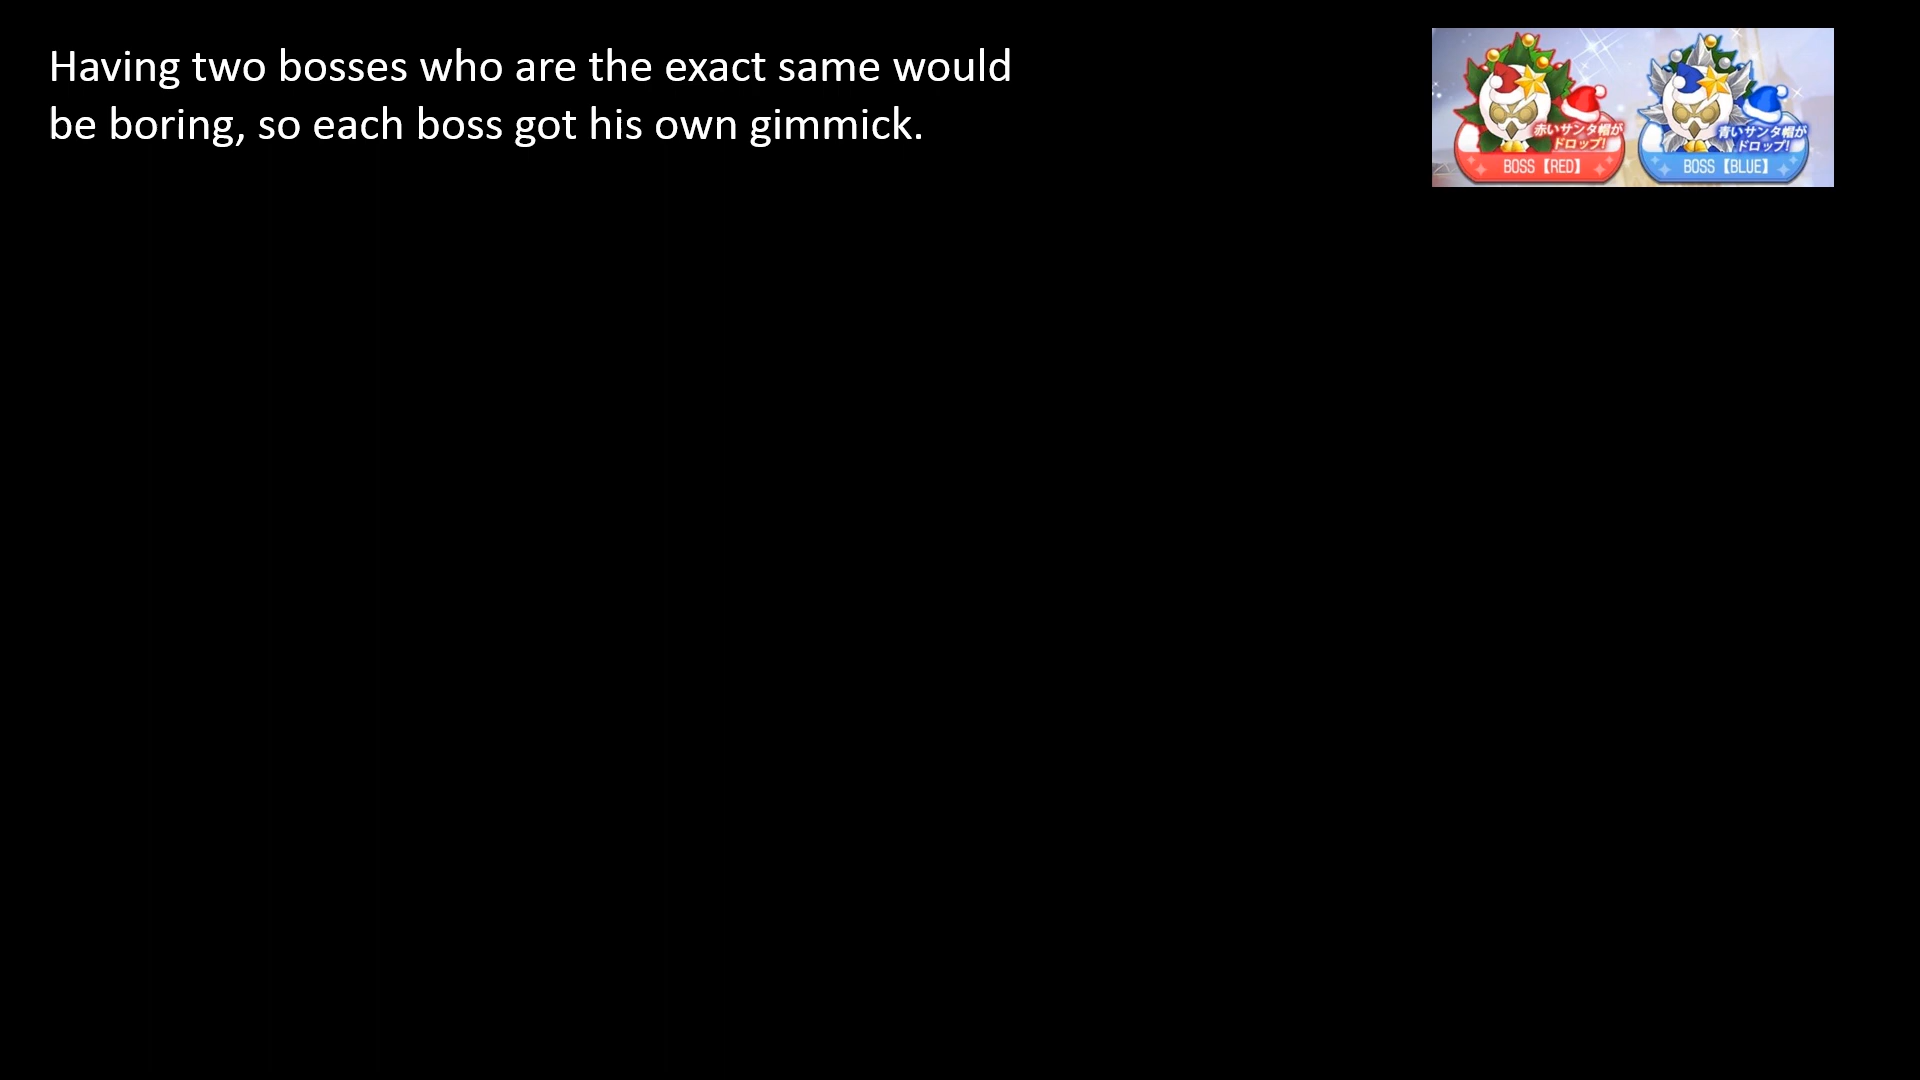 Having two bosses who are the exact same would
be boring, so each boss got his own gimmick.
赤いサンタ帽が
ドロップ!
BOSS【RED】
青いサンタ帽が
ドロップ!
BOSS【BLUE】